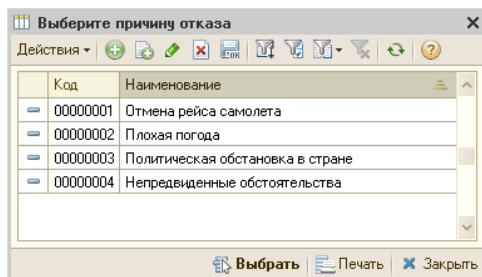 Выберите причину отказа
Действия
Код Наименование
00000001 Отмена рейса самолета
00000002 Плохая погода
00000003 Политическая обстановка в стране
00000004 Непредвиденные обстоятельства
Выбрать Печать Закрыть